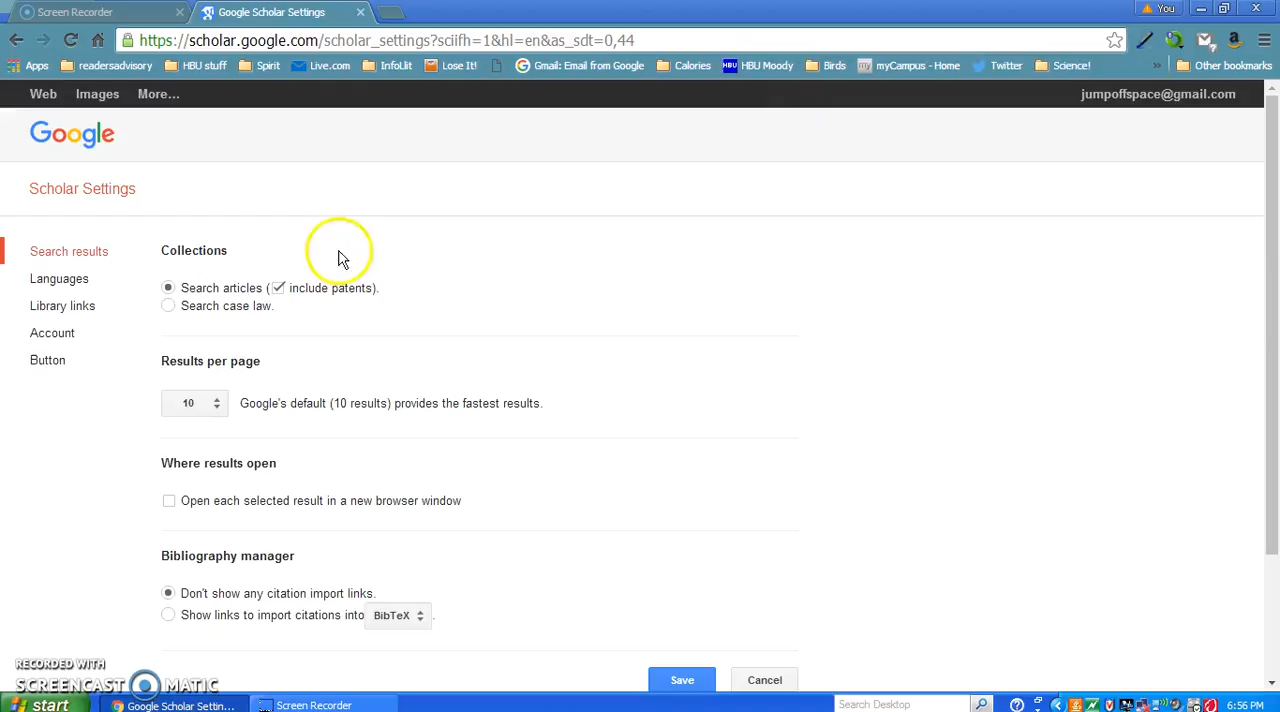 Screen Recorder
Google Scholar Settings
You
https://scholar.google.com/scholar_settings?sciifh=1&hl=en&as_sdt=0,44
Apps readersadvisory HBU stuff Spirit Live.com InfoLit Lose It! Gmail: Email from Google Calories HBU HBU Moody Birds my myCampus - Home Twitter Science! » Other bookmarks
Web Images More... jumpoffspace@gmail.com
Google
Scholar Settings
Search results
Languages
Library links
Account
Button
Collections
Search articles ( include patents).
Search case law.
Results per page
10 Google's default (10 results) provides the fastest results.
Where results open
Open each selected result in a new browser window
Bibliography manager
Don't show any citation import links.
Show links to import citations into BibTeX .
Save Cancel
RECORDED WITH
SCREENCAST MATIC
start Google Scholar Settin... Screen Recorder Search Desktop 6:56 PM